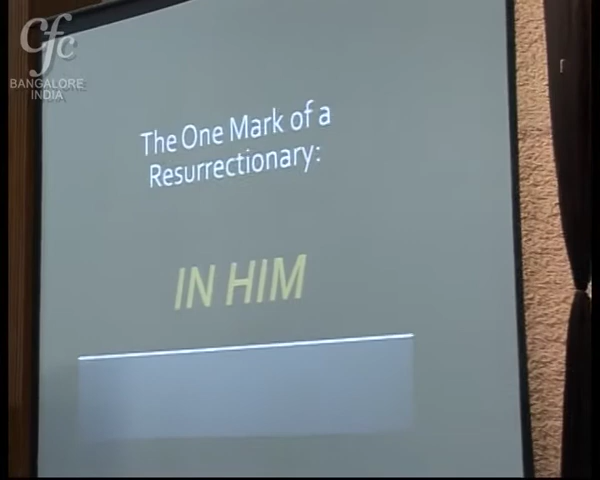 cfc
BANGALORE
INDIA
The One Mark of a
Resurrectionary:
IN HIM